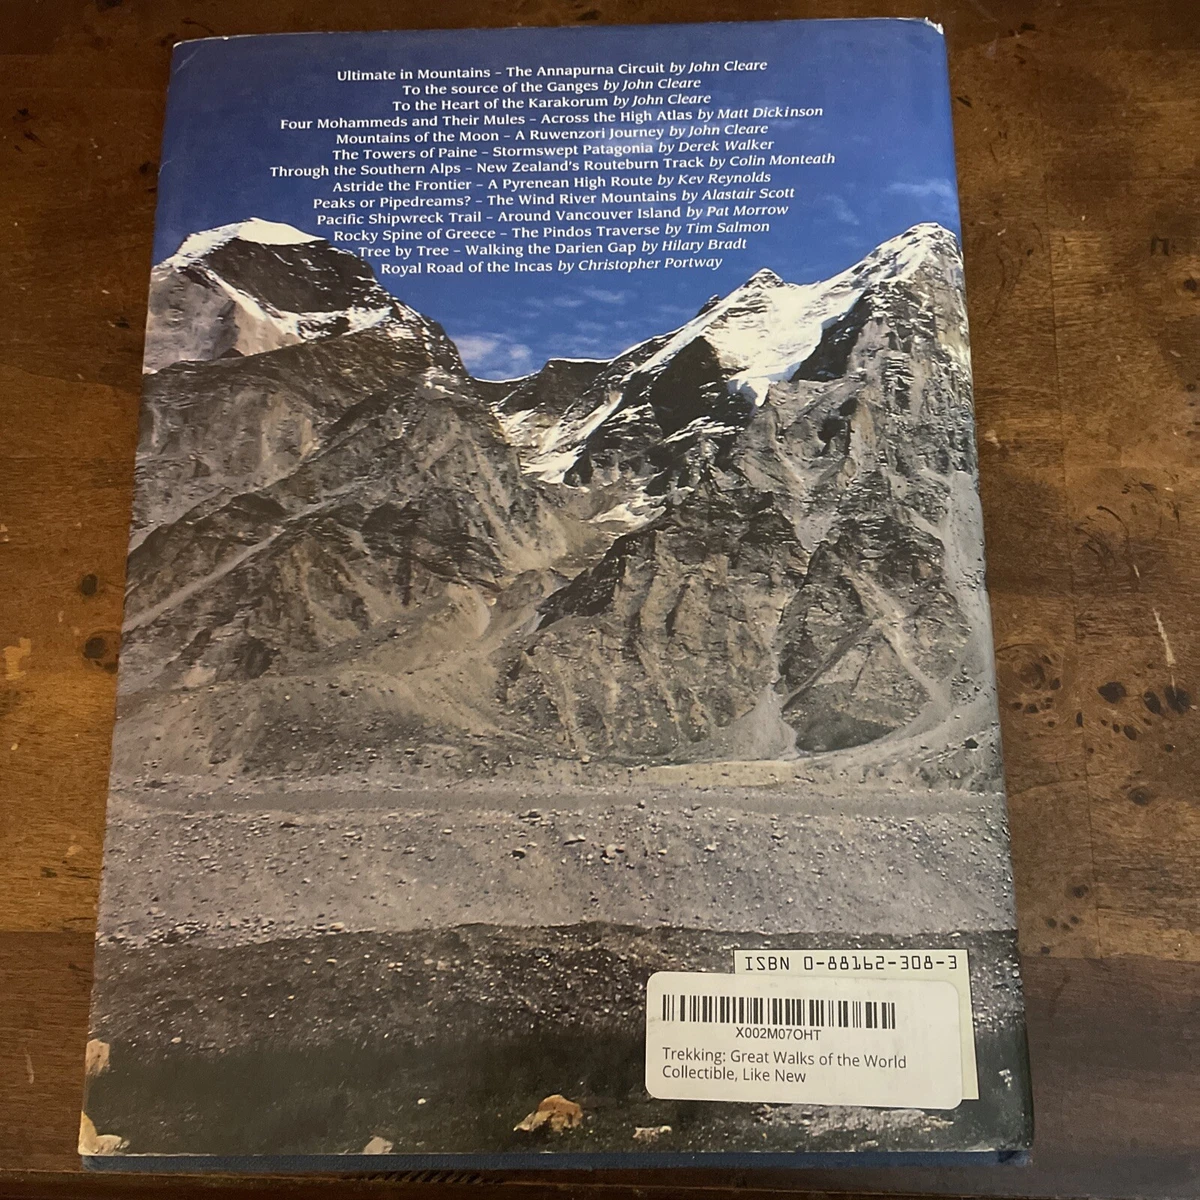 Ultimate in Mountains – The Annapurna Circuit by John Cleare
To the source of the Ganges by John Cleare
To the Heart of the Karakorum by John Cleare
Four Mohammeds and Their Mules – Across the High Atlas by Matt Dickinson
Mountains of the Moon – A Ruwenzori Journey by John Cleare
The Towers of Paine – Stormswept Patagonia by Derek Walker
Through the Southern Alps – New Zealand's Routeburn Track by Colin Monteath
Astride the Frontier – A Pyrenean High Route by Kev Reynolds
Peaks or Pipedreams? – The Wind River Mountains by Alastair Scott
Pacific Shipwreck Trail – Around Vancouver Island by Pat Morrow
Rocky Spine of Greece – The Pindos Traverse by Tim Salmon
Tree by Tree – Walking the Darien Gap by Hilary Bradt
Royal Road of the Incas by Christopher Portway
ISBN 0-88162-308-3
X002M07OHT
Trekking: Great Walks of the World
Collectible, Like New